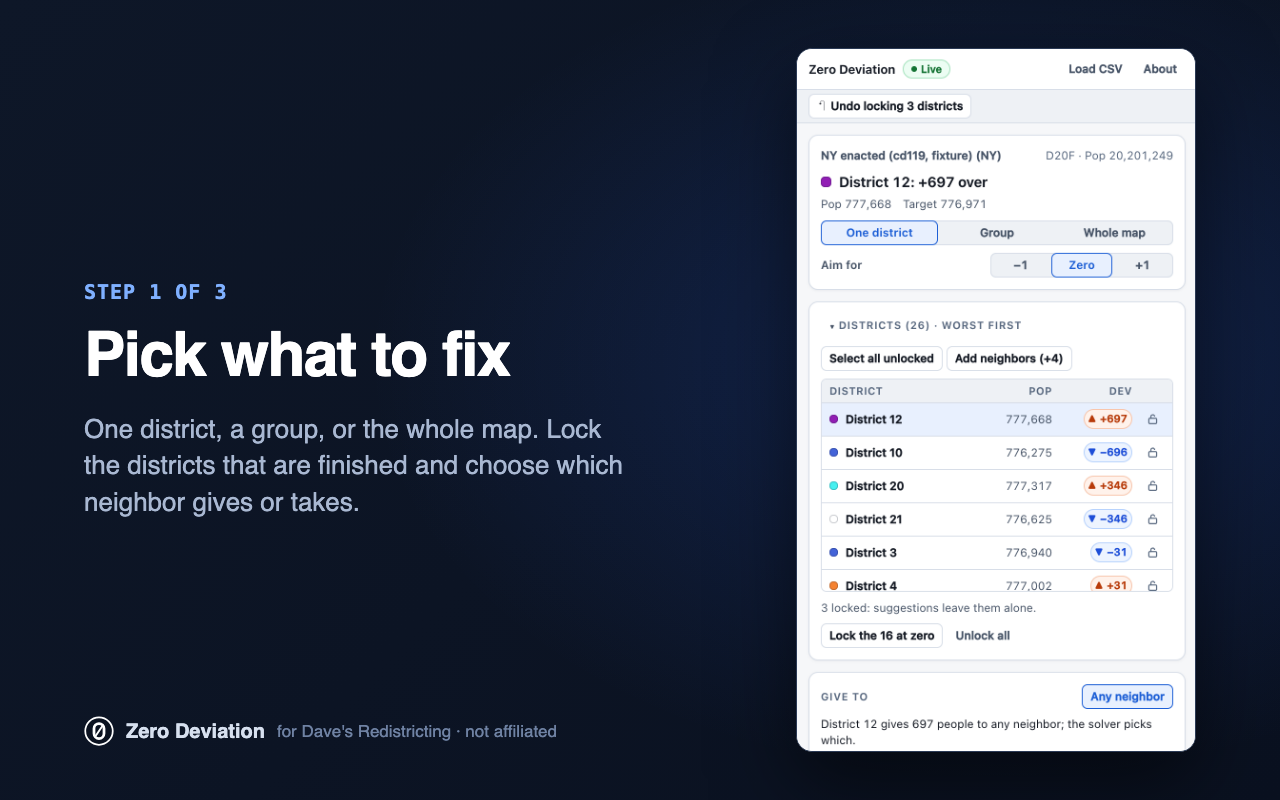 STEP 1 OF 3
Pick what to fix
One district, a group, or the whole map. Lock
the districts that are finished and choose which
neighbor gives or takes.
Zero Deviation for Dave's Redistricting · not affiliated
Zero Deviation Live Load CSV About
Undo locking 3 districts
NY enacted (cd119, fixture) (NY) D20F · Pop 20,201,249
District 12: +697 over
Pop 777,668 Target 776,971
One district Group Whole map
Aim for −1 Zero +1
▾ DISTRICTS (26) · WORST FIRST
Select all unlocked Add neighbors (+4)
DISTRICT POP DEV
District 12 777,668 ▲ +697
District 10 776,275 ▼ −696
District 20 777,317 ▲ +346
District 21 776,625 ▼ −346
District 3 776,940 ▼ −31
District 4 777,002 ▲ +31
3 locked: suggestions leave them alone.
Lock the 16 at zero Unlock all
GIVE TO Any neighbor
District 12 gives 697 people to any neighbor; the solver picks
which.